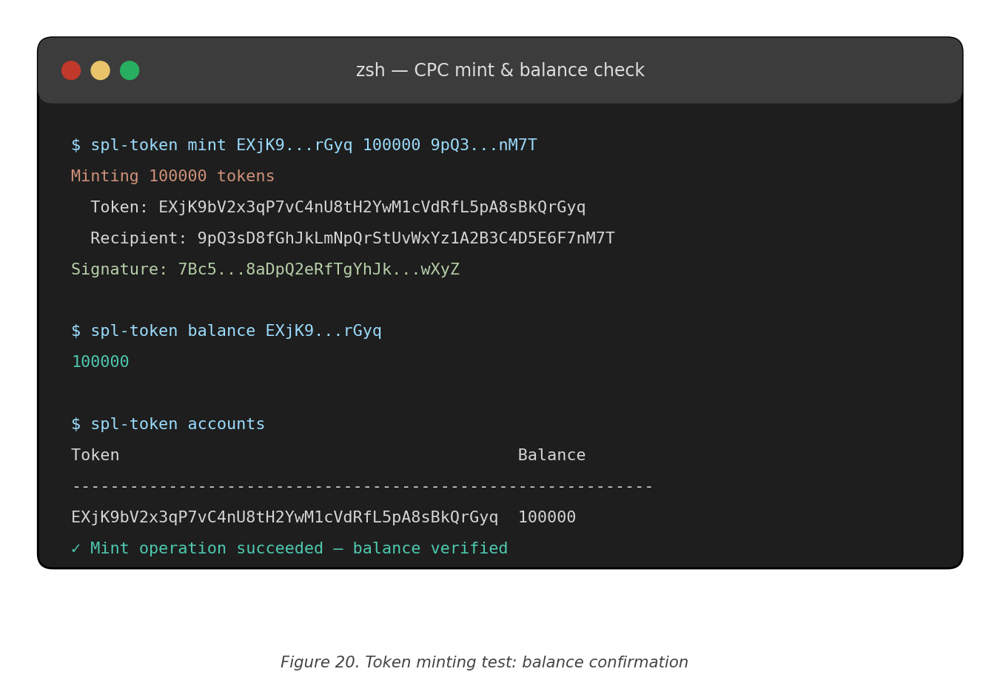 zsh — CPC mint & balance check
$ spl-token mint EXjK9...rGyq 100000 9pQ3...nM7T
Minting 100000 tokens
  Token: EXjK9bV2x3qP7vC4nU8tH2YwM1cVdRfL5pA8sBkQrGyq
  Recipient: 9pQ3sD8fGhJkLmNpQrStUvWxYz1A2B3C4D5E6F7nM7T
Signature: 7Bc5...8aDpQ2eRfTgYhJk...wXyZ
$ spl-token balance EXjK9...rGyq
100000
$ spl-token accounts
Token                                         Balance
------------------------------------------------------------
EXjK9bV2x3qP7vC4nU8tH2YwM1cVdRfL5pA8sBkQrGyq  100000
✓ Mint operation succeeded — balance verified
Figure 20. Token minting test: balance confirmation